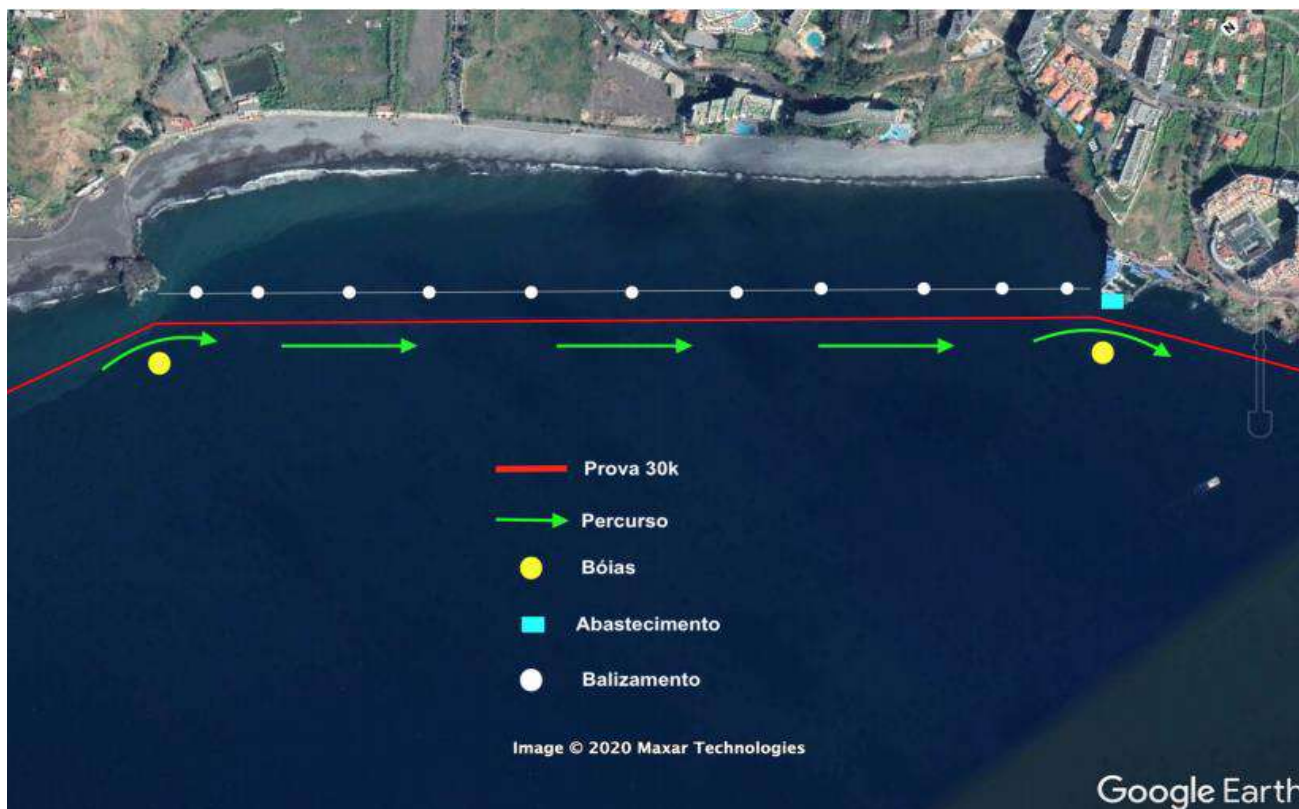 N
Prova 30k
Percurso
Bóias
Abastecimento
Balizamento
Image © 2020 Maxar Technologies
Google Earth